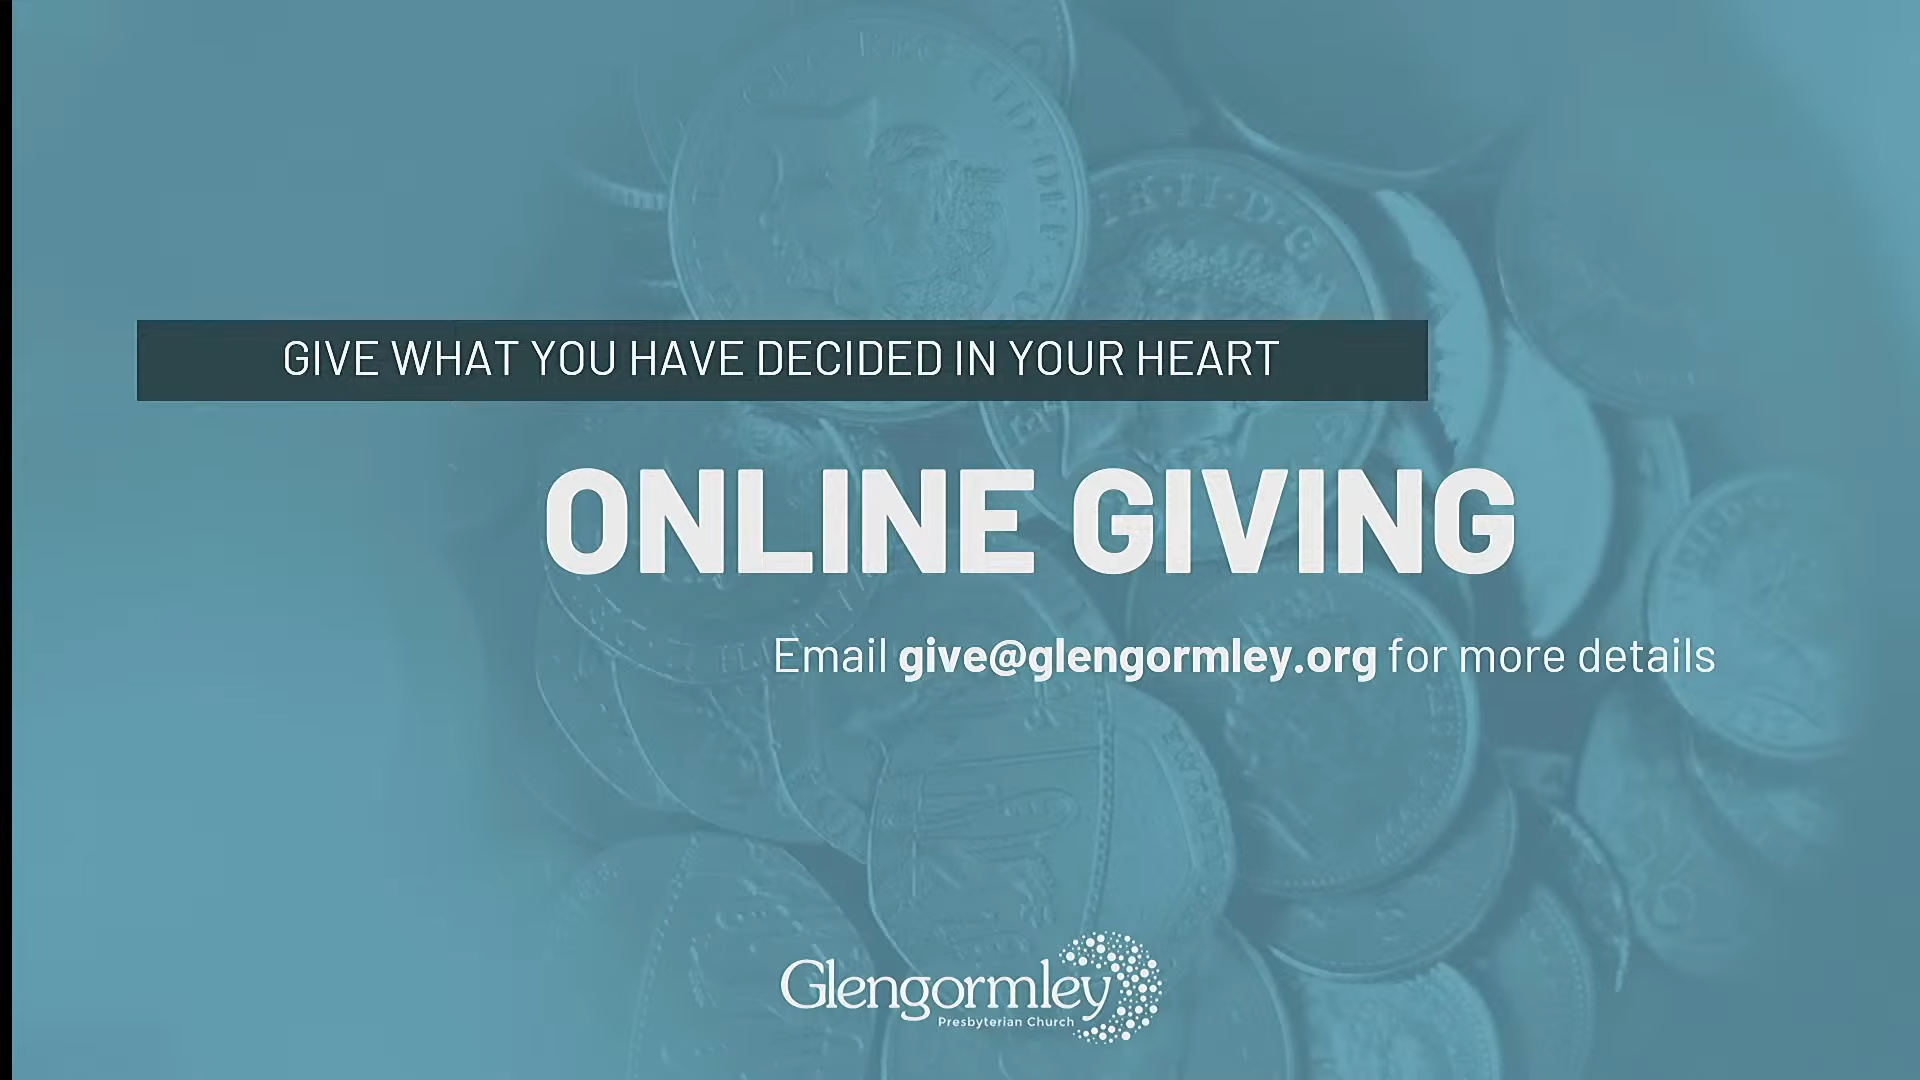 GIVE WHAT YOU HAVE DECIDED IN YOUR HEART
ONLINE GIVING
Email give@glengormley.org for more details
Glengormley
Presbyterian Church